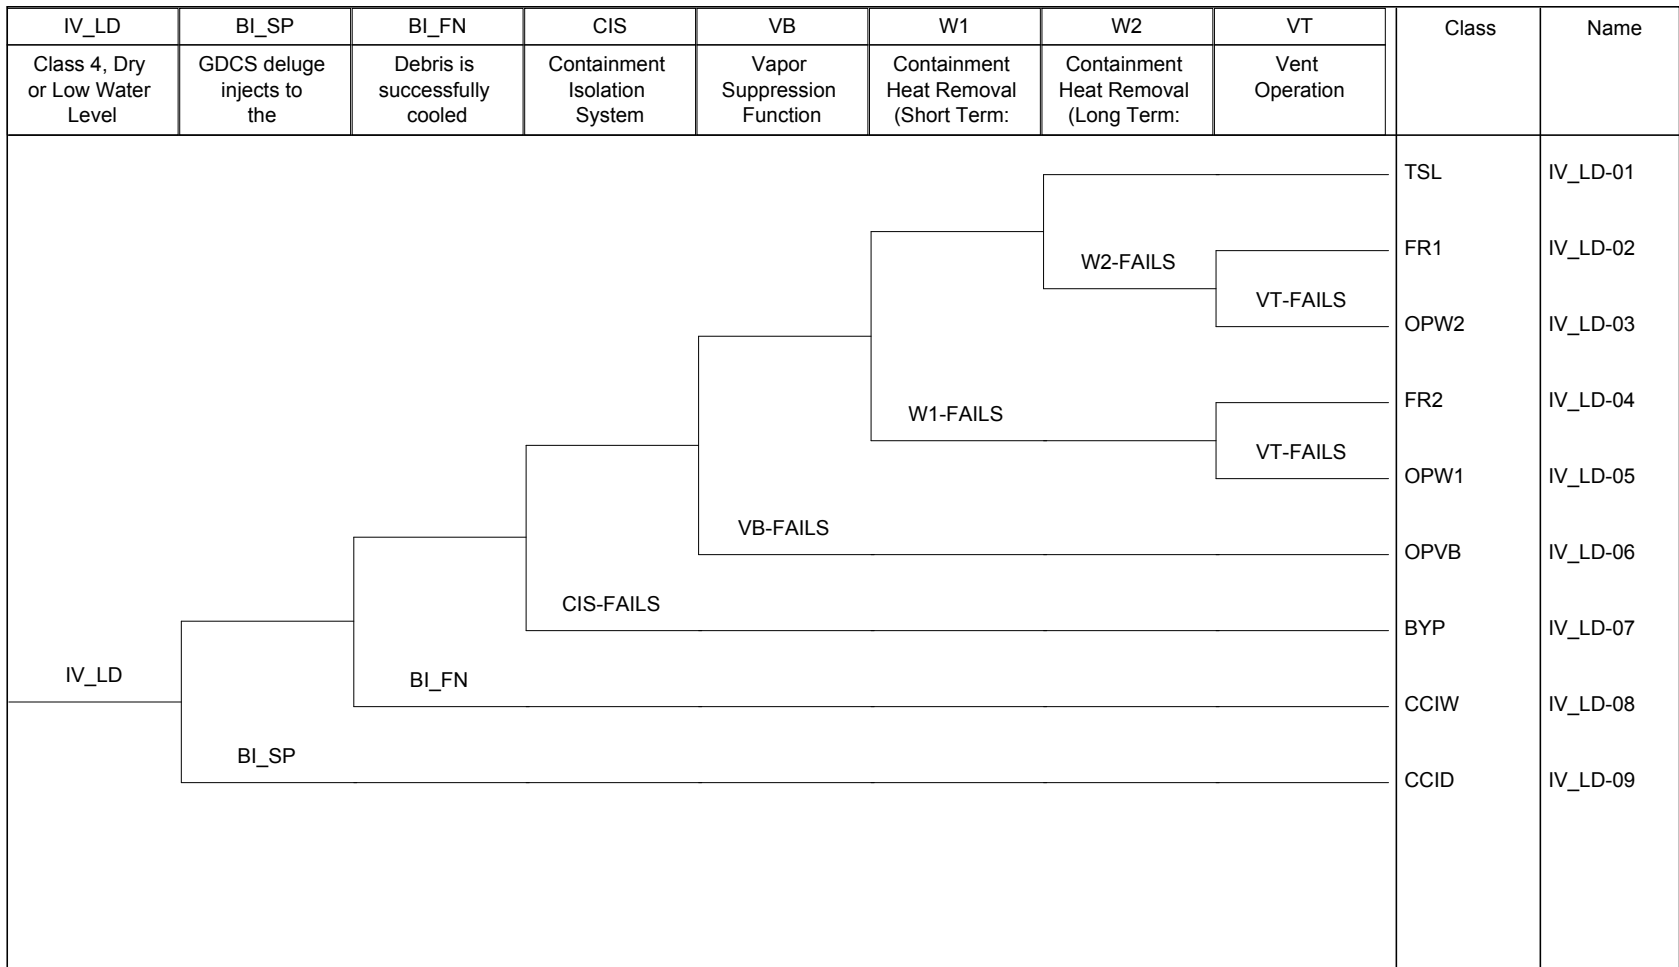 IV_LD BI_SP BI_FN CIS VB W1 W2 VT Class Name
Class 4, Dry
or Low Water
Level
GDCS deluge
injects to
the
Debris is
successfully
cooled
Containment
Isolation
System
Vapor
Suppression
Function
Containment
Heat Removal
(Short Term:
Containment
Heat Removal
(Long Term:
Vent
Operation
TSL IV_LD-01
FR1 IV_LD-02
W2-FAILS
VT-FAILS
OPW2 IV_LD-03
FR2 IV_LD-04
W1-FAILS
VT-FAILS
OPW1 IV_LD-05
VB-FAILS
OPVB IV_LD-06
CIS-FAILS
BYP IV_LD-07
IV_LD
BI_FN
CCIW IV_LD-08
BI_SP
CCID IV_LD-09